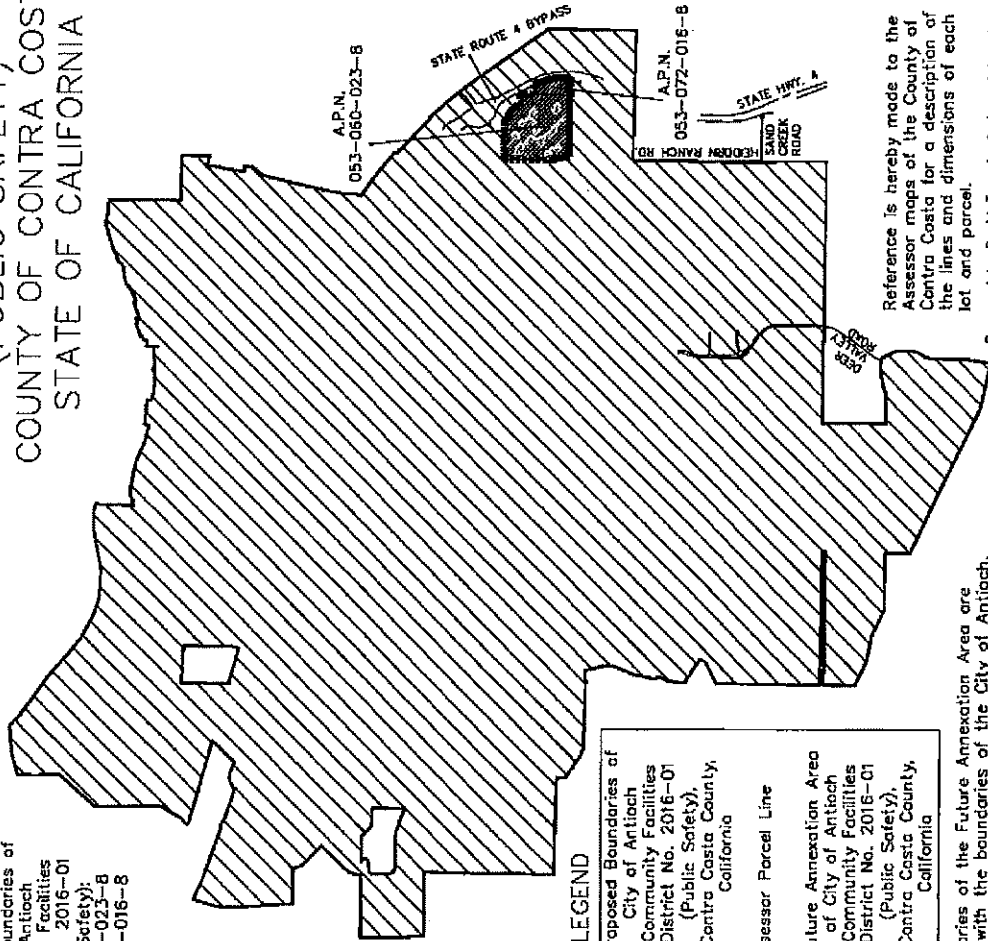 COUNTY OF CONTRA COST
STATE OF CALIFORNIA
oundaries of
Antioch
Facilities
2016-01
Safety):
-023-8
-016-8
A.P.N.
053-060-023-8
STATE ROUTE 4 BYPASS
A.P.N.
053-072-016-8
STATE HWY. 4
HIDDEN RANCH RD.
SAND
CREEK
ROAD
DEER
VALLEY
ROAD
LEGEND
roposed Boundaries of
City of Antioch
Community Facilities
District No. 2016-01
(Public Safety),
Contra Costa County,
California
sessor Parcel Line
uture Annexation Area
of City of Antioch
Community Facilities
District No. 2016-01
(Public Safety),
Contra Costa County,
California
Reference is hereby made to the
Assessor maps of the County of
Contra Costa for a description of
the lines and dimensions of each
lot and parcel.
aries of the Future Annexation Area are
with the boundaries of the City of Antioch.